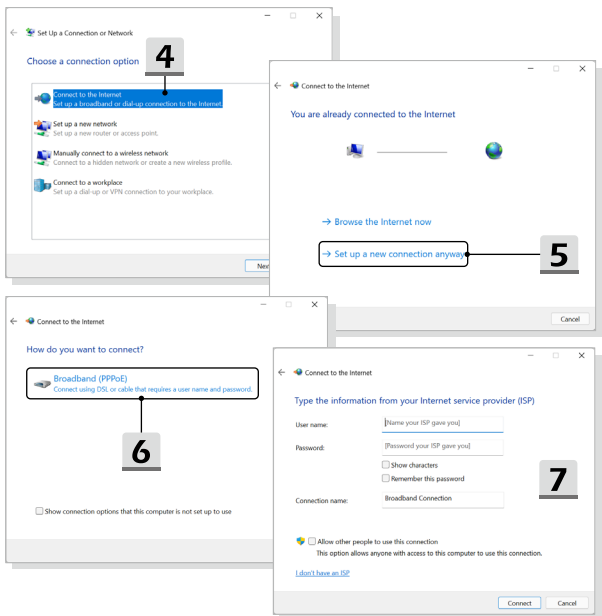 Set Up a Connection or Network
Choose a connection option
4
Connect to the Internet
Set up a broadband or dial-up connection to the Internet.
Set up a new network
Set up a new router or access point.
Manually connect to a wireless network
Connect to a hidden network or create a new wireless profile.
Connect to a workplace
Set up a dial-up or VPN connection to your workplace.
Nex
Connect to the Internet
You are already connected to the Internet
→ Browse the Internet now
→ Set up a new connection anyway
5
Cancel
Connect to the Internet
How do you want to connect?
Broadband (PPPoE)
Connect using DSL or cable that requires a user name and password.
6
Show connection options that this computer is not set up to use
Connect to the Internet
Type the information from your Internet service provider (ISP)
User name: [Name your ISP gave you]
Password: [Password your ISP gave you]
Show characters
Remember this password
7
Connection name: Broadband Connection
Allow other people to use this connection
This option allows anyone with access to this computer to use this connection.
I don't have an ISP
Connect Cancel